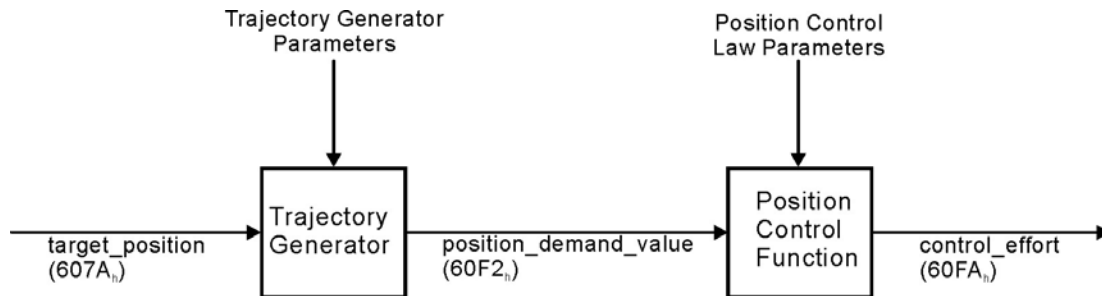 Trajectory Generator
Parameters
Position Control
Law Parameters
Trajectory
Generator
Position
Control
Function
target_position
(607Aₕ)
position_demand_value
(60F2ₕ)
control_effort
(60FAₕ)